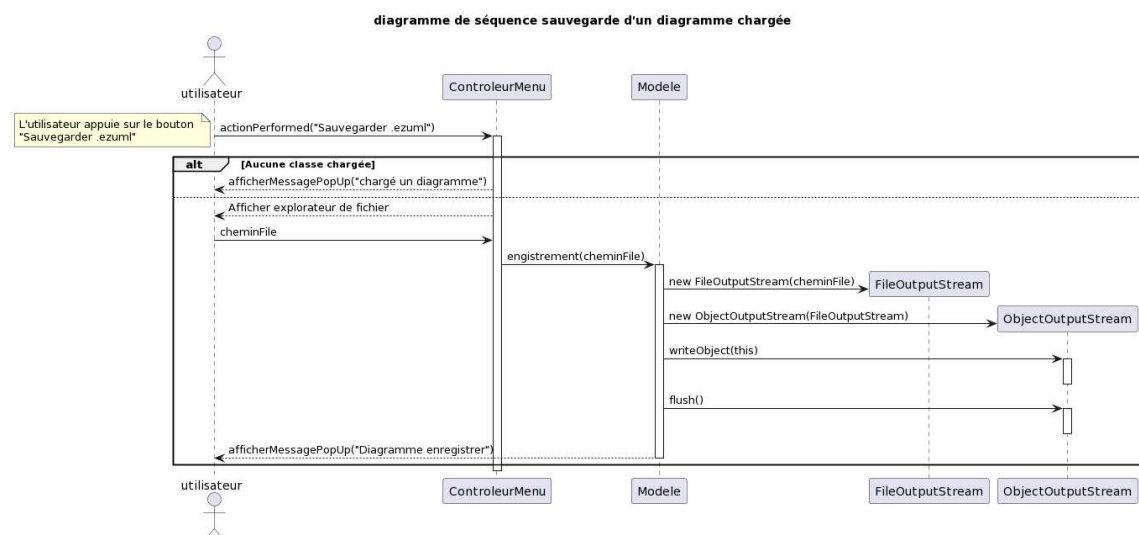 diagramme de séquence sauvegarde d'un diagramme chargée
utilisateur
ControleurMenu
Modele
L'utilisateur appuie sur le bouton
"Sauvegarder .ezuml"
actionPerformed("Sauvegarder .ezuml")
alt [Aucune classe chargée]
afficherMessagePopUp("chargé un diagramme")
Afficher explorateur de fichier
cheminFile
engistrement(cheminFile)
new FileOutputStream(cheminFile)
FileOutputStream
new ObjectOutputStream(FileOutputStream)
ObjectOutputStream
writeObject(this)
flush()
afficherMessagePopUp("Diagramme enregistrer")
utilisateur
ControleurMenu
Modele
FileOutputStream
ObjectOutputStream